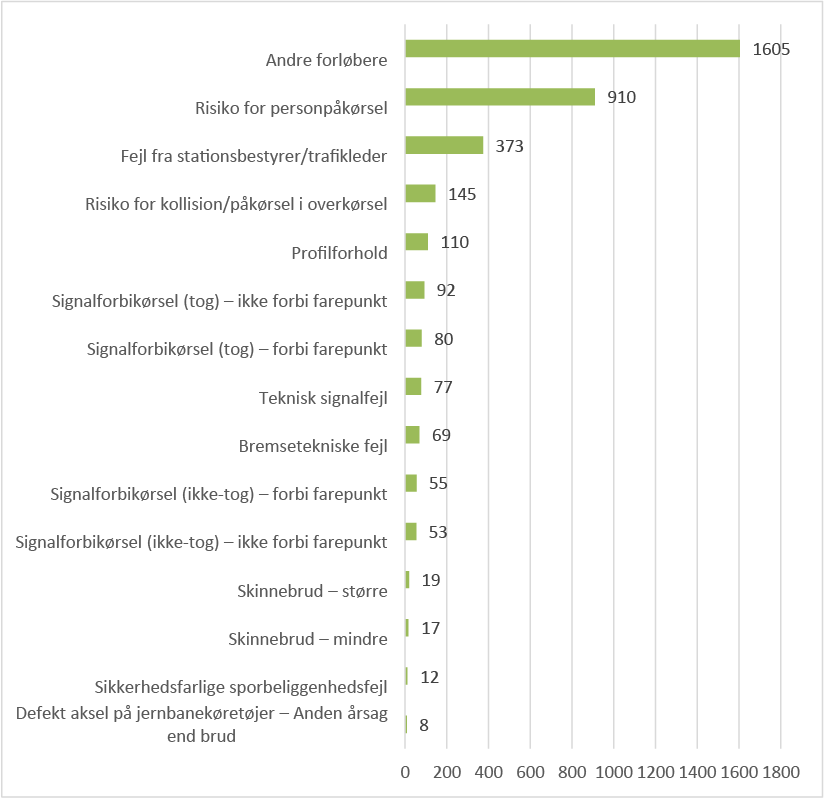 Andre forløbere 1605
Risiko for personpåkørsel 910
Fejl fra stationsbestyrer/trafikleder 373
Risiko for kollision/påkørsel i overkørsel 145
Profilforhold 110
Signalforbikørsel (tog) – ikke forbi farepunkt 92
Signalforbikørsel (tog) – forbi farepunkt 80
Teknisk signalfejl 77
Bremsetekniske fejl 69
Signalforbikørsel (ikke-tog) – forbi farepunkt 55
Signalforbikørsel (ikke-tog) – ikke forbi farepunkt 53
Skinnebrud – større 19
Skinnebrud – mindre 17
Sikkerhedsfarlige sporbeliggenhedsfejl 12
Defekt aksel på jernbanekøretøjer – Anden årsag
end brud 8
0 200 400 600 800 1000 1200 1400 1600 1800